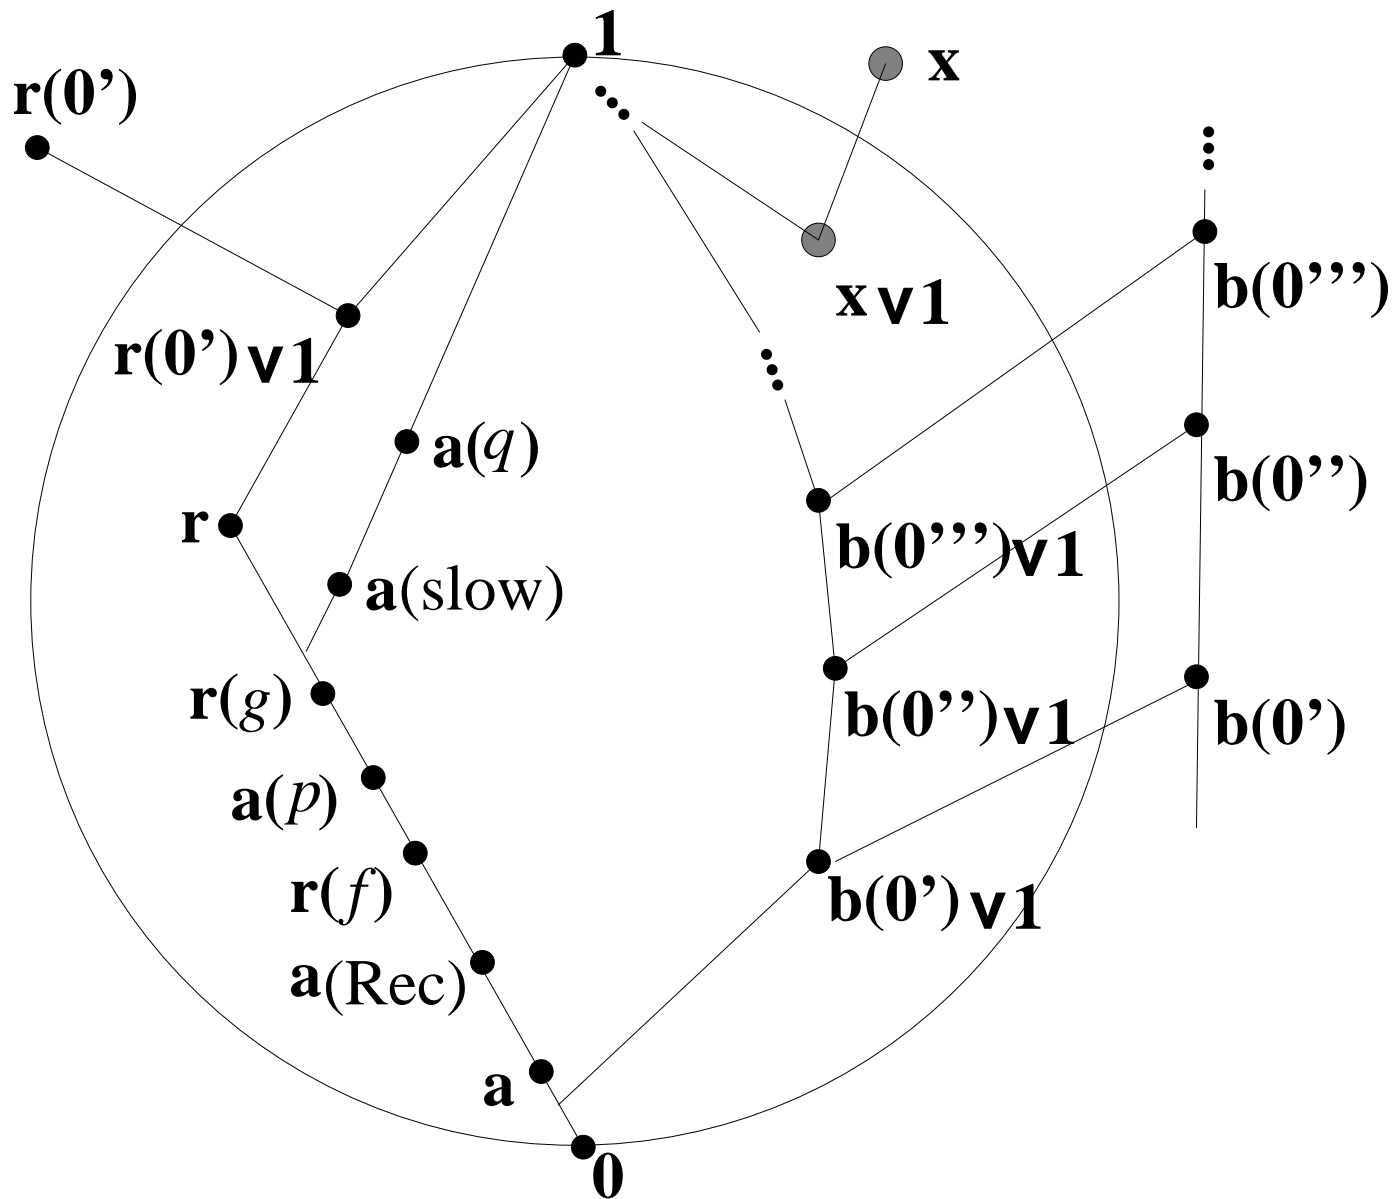 1
x
r(0’)
x∨1
b(0’’’)
r(0’)∨1
a(q)
b(0’’)
r
b(0’’’)∨1
a(slow)
r(g)
b(0’’)∨1
b(0’)
a(p)
r(f)
b(0’)∨1
a(Rec)
a
0